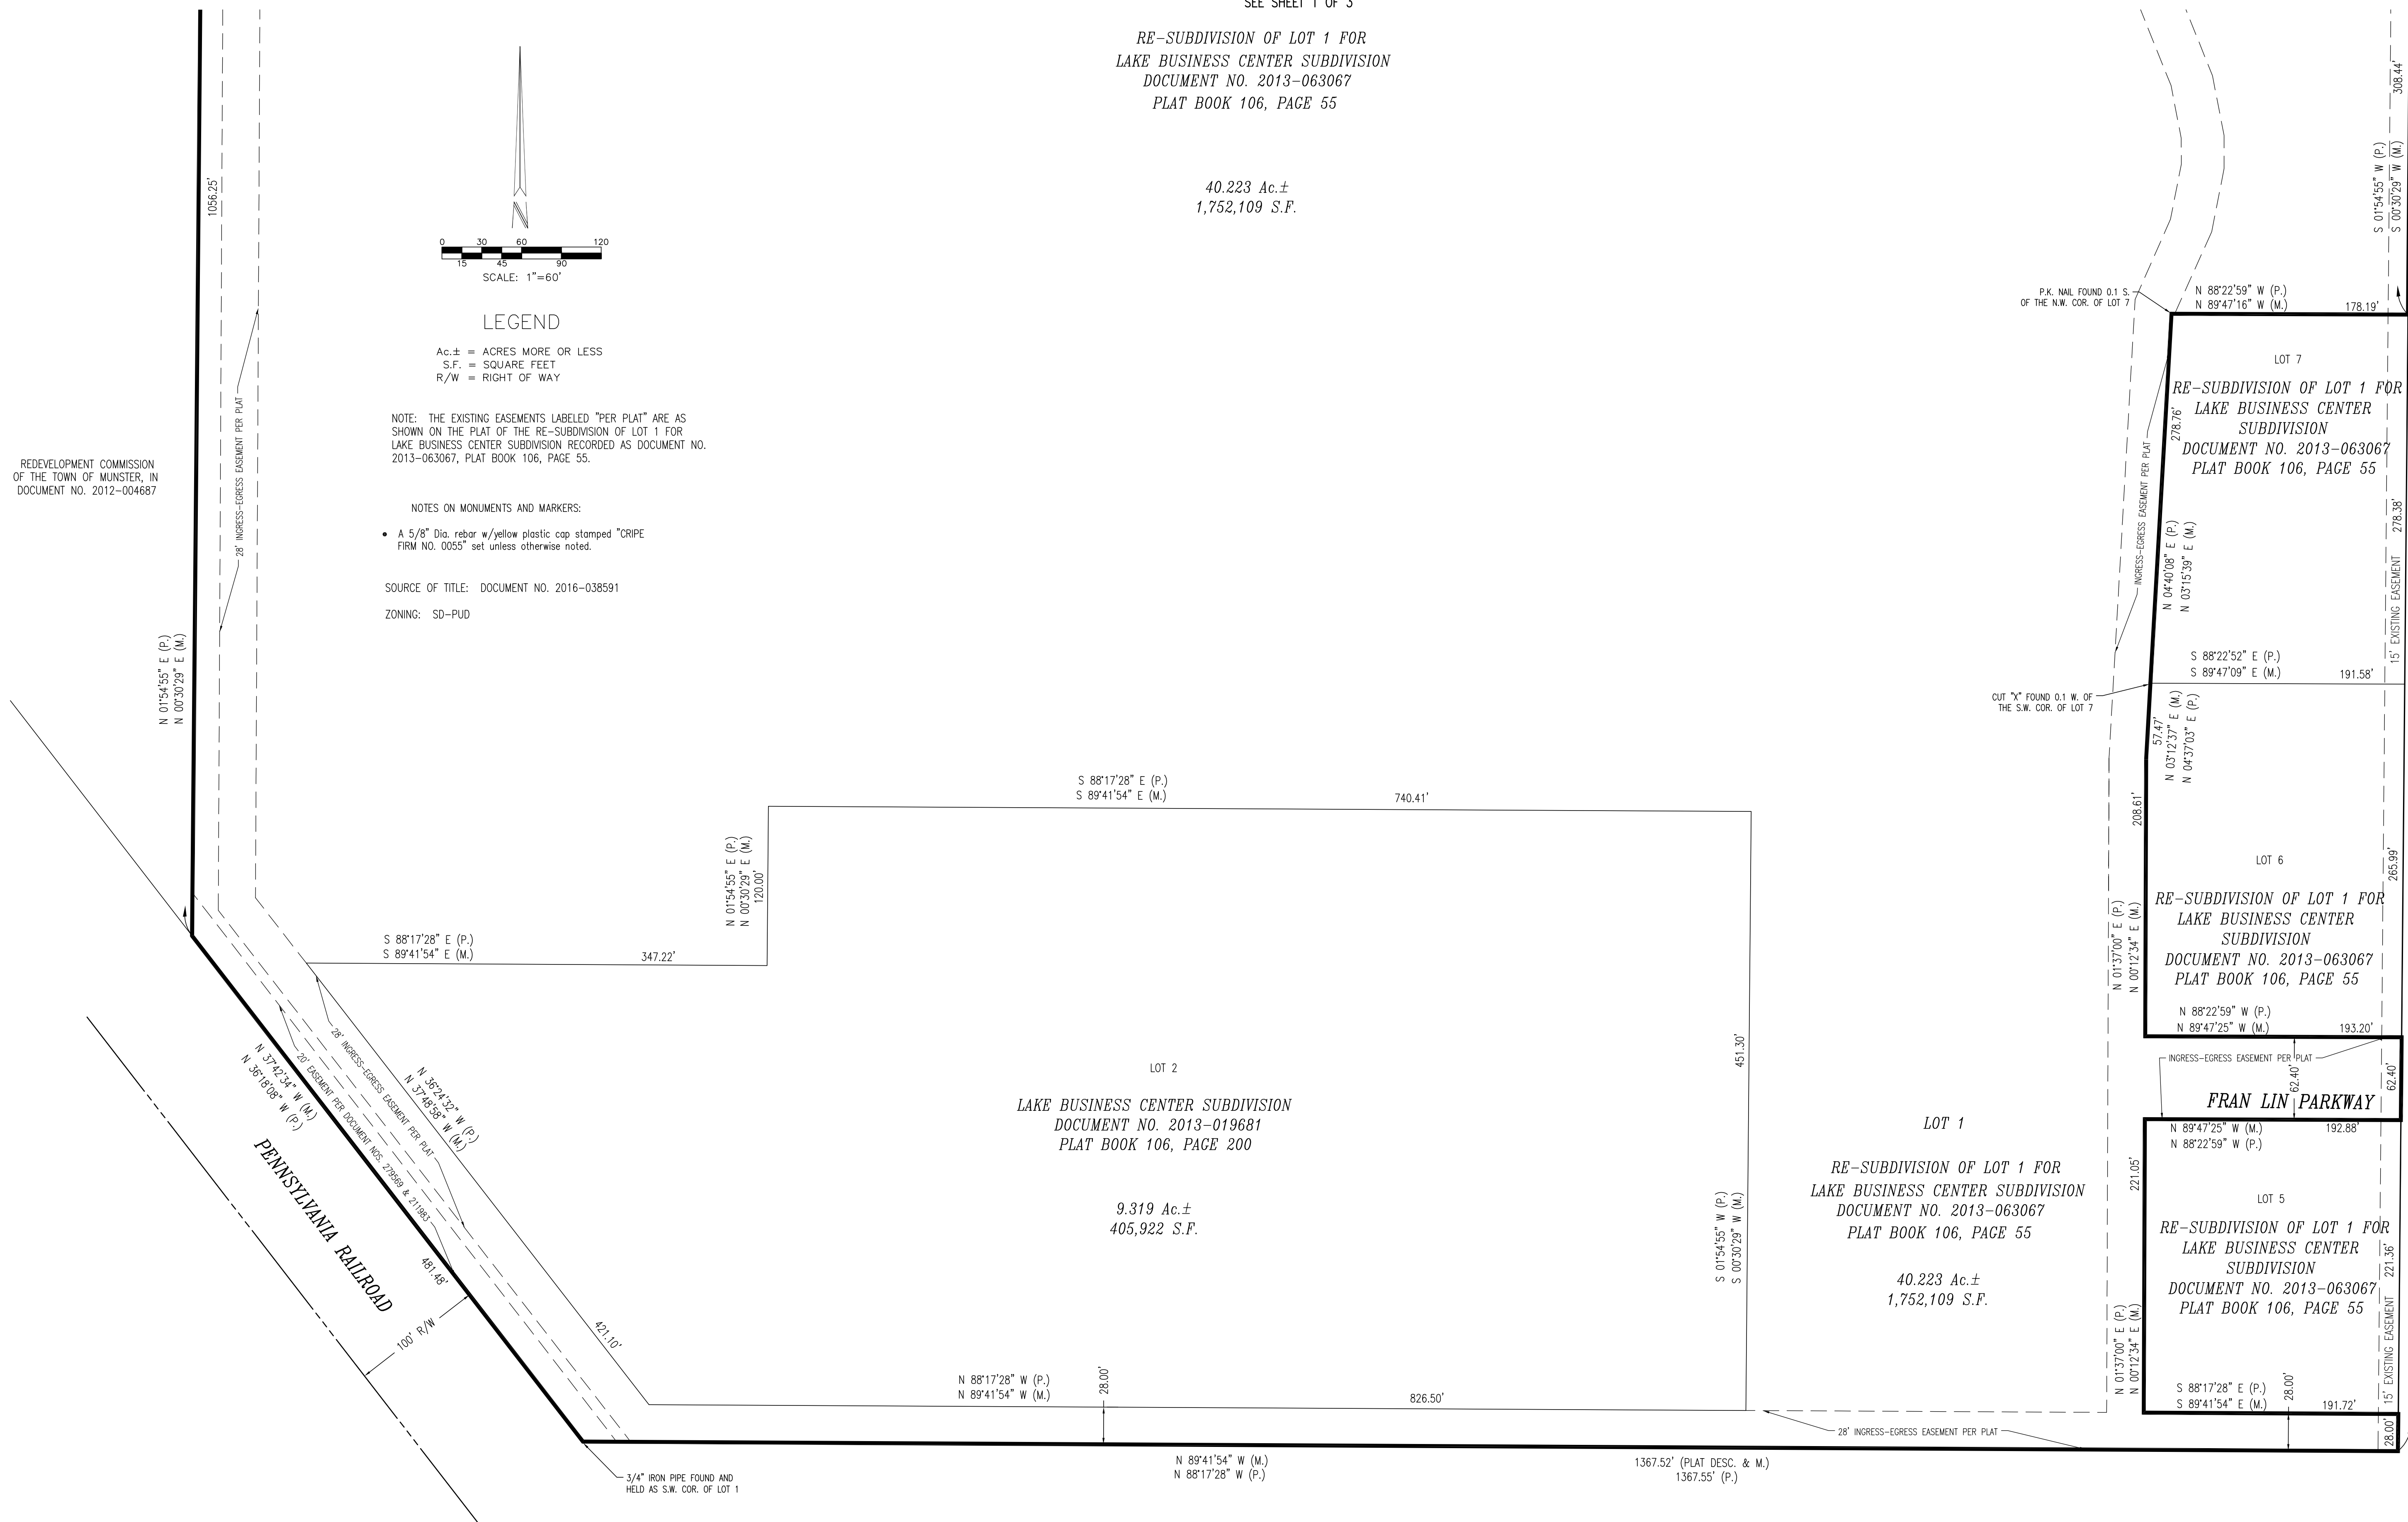 SEE SHEET 1 OF 3
RE-SUBDIVISION OF LOT 1 FOR
LAKE BUSINESS CENTER SUBDIVISION
DOCUMENT NO. 2013-063067
PLAT BOOK 106, PAGE 55
40.223 Ac.±
1,752,109 S.F.
1056.25'
N
0 30 60 120
15 45 90
SCALE: 1"=60'
LEGEND
Ac.± = ACRES MORE OR LESS
S.F. = SQUARE FEET
R/W = RIGHT OF WAY
NOTE: THE EXISTING EASEMENTS LABELED "PER PLAT" ARE AS
SHOWN ON THE PLAT OF THE RE-SUBDIVISION OF LOT 1 FOR
LAKE BUSINESS CENTER SUBDIVISION RECORDED AS DOCUMENT NO.
2013-063067, PLAT BOOK 106, PAGE 55.
NOTES ON MONUMENTS AND MARKERS:
• A 5/8" Dia. rebar w/yellow plastic cap stamped "CRIPE
FIRM NO. 0055" set unless otherwise noted.
SOURCE OF TITLE: DOCUMENT NO. 2016-038591
ZONING: SD-PUD
REDEVELOPMENT COMMISSION
OF THE TOWN OF MUNSTER, IN
DOCUMENT NO. 2012-004687
28' INGRESS-EGRESS EASEMENT PER PLAT
N 01°54'55" E (P.)
N 00°30'29" E (M.)
308.44'
S 01°54'55" W (P.)
S 00°30'29" W (M.)
P.K. NAIL FOUND 0.1 S.
OF THE N.W. COR. OF LOT 7
N 88°22'59" W (P.)
N 89°47'16" W (M.)
178.19'
LOT 7
RE-SUBDIVISION OF LOT 1 FOR
LAKE BUSINESS CENTER
SUBDIVISION
DOCUMENT NO. 2013-063067
PLAT BOOK 106, PAGE 55
278.76'
INGRESS-EGRESS EASEMENT PER PLAT
N 04°40'08" E (P.)
N 03°15'39" E (M.)
278.38'
15' EXISTING EASEMENT
S 88°22'52" E (P.)
S 89°47'09" E (M.)
191.58'
CUT "X" FOUND 0.1 W. OF
THE S.W. COR. OF LOT 7
57.47'
N 03°12'37" E (M.)
N 04°37'03" E (P.)
208.61'
265.99'
LOT 6
RE-SUBDIVISION OF LOT 1 FOR
LAKE BUSINESS CENTER
SUBDIVISION
DOCUMENT NO. 2013-063067
PLAT BOOK 106, PAGE 55
N 01°37'00" E (P.)
N 00°12'34" E (M.)
N 88°22'59" W (P.)
N 89°47'25" W (M.)
193.20'
INGRESS-EGRESS EASEMENT PER PLAT
62.40'
62.40'
FRAN LIN PARKWAY
N 89°47'25" W (M.)
N 88°22'59" W (P.)
192.88'
221.05'
LOT 5
RE-SUBDIVISION OF LOT 1 FOR
LAKE BUSINESS CENTER
SUBDIVISION
DOCUMENT NO. 2013-063067
PLAT BOOK 106, PAGE 55
221.36'
15' EXISTING EASEMENT
N 01°37'00" E (P.)
N 00°12'34" E (M.)
S 88°17'28" E (P.)
S 89°41'54" E (M.)
191.72'
28.00'
28.00'
S 88°17'28" E (P.)
S 89°41'54" E (M.)
740.41'
N 01°54'55" E (P.)
N 00°30'29" E (M.)
120.00'
S 88°17'28" E (P.)
S 89°41'54" E (M.)
347.22'
LOT 2
LAKE BUSINESS CENTER SUBDIVISION
DOCUMENT NO. 2013-019681
PLAT BOOK 106, PAGE 200
9.319 Ac.±
405,922 S.F.
451.30'
S 01°54'55" W (P.)
S 00°30'29" W (M.)
LOT 1
RE-SUBDIVISION OF LOT 1 FOR
LAKE BUSINESS CENTER SUBDIVISION
DOCUMENT NO. 2013-063067
PLAT BOOK 106, PAGE 55
40.223 Ac.±
1,752,109 S.F.
28' INGRESS-EGRESS EASEMENT PER PLAT
N 36°24'32" W (P.)
N 37°48'58" W (M.)
N 37°42'34" W (M.)
N 36°18'08" W (P.)
20' EASEMENT PER DOCUMENT NOS. 279569 & 211983
PENNSYLVANIA RAILROAD
481.48'
100' R/W
421.10'
N 88°17'28" W (P.)
N 89°41'54" W (M.)
28.00'
826.50'
28' INGRESS-EGRESS EASEMENT PER PLAT
3/4" IRON PIPE FOUND AND
HELD AS S.W. COR. OF LOT 1
N 89°41'54" W (M.)
N 88°17'28" W (P.)
1367.52' (PLAT DESC. & M.)
1367.55' (P.)